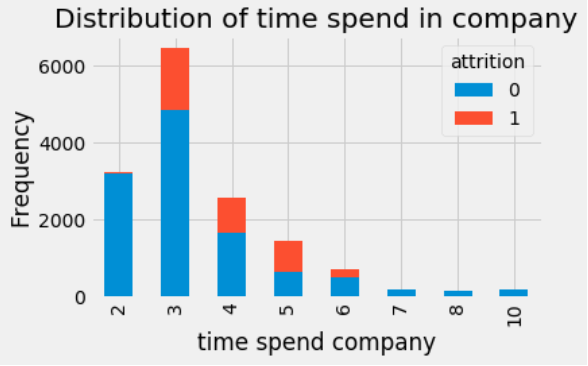 Distribution of time spend in company
attrition
0
1
Frequency
6000
4000
2000
0
2 3 4 5 6 7 8 10
time spend company